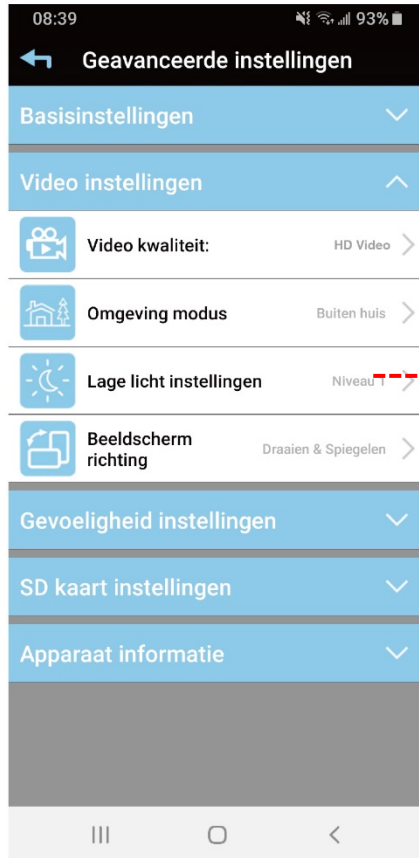 08:39 93%
Geavanceerde instellingen
Basisinstellingen
Video instellingen
Video kwaliteit: HD Video
Omgeving modus Buiten huis
Lage licht instellingen Niveau 1
Beeldscherm
richting Draaien & Spiegelen
Gevoeligheid instellingen
SD kaart instellingen
Apparaat informatie